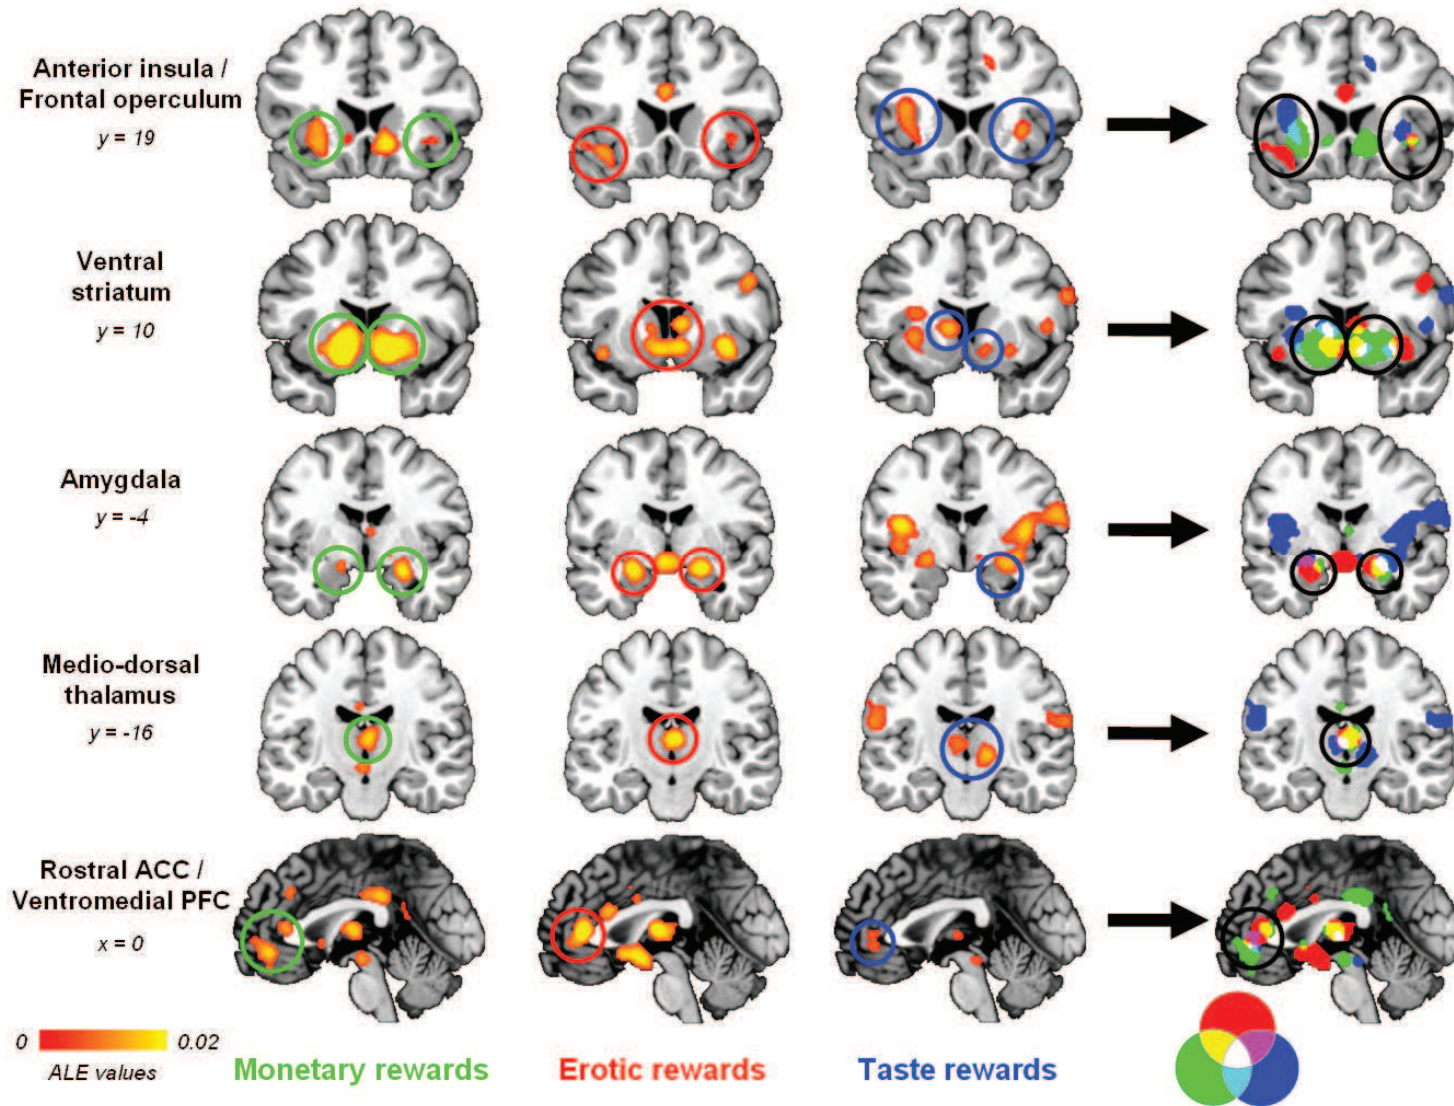 Anterior insula /
Frontal operculum
y = 19
Ventral
striatum
y = 10
Amygdala
y = -4
Medio-dorsal
thalamus
y = -16
Rostral ACC /
Ventromedial PFC
x = 0
0 0.02
ALE values
Monetary rewards
Erotic rewards
Taste rewards